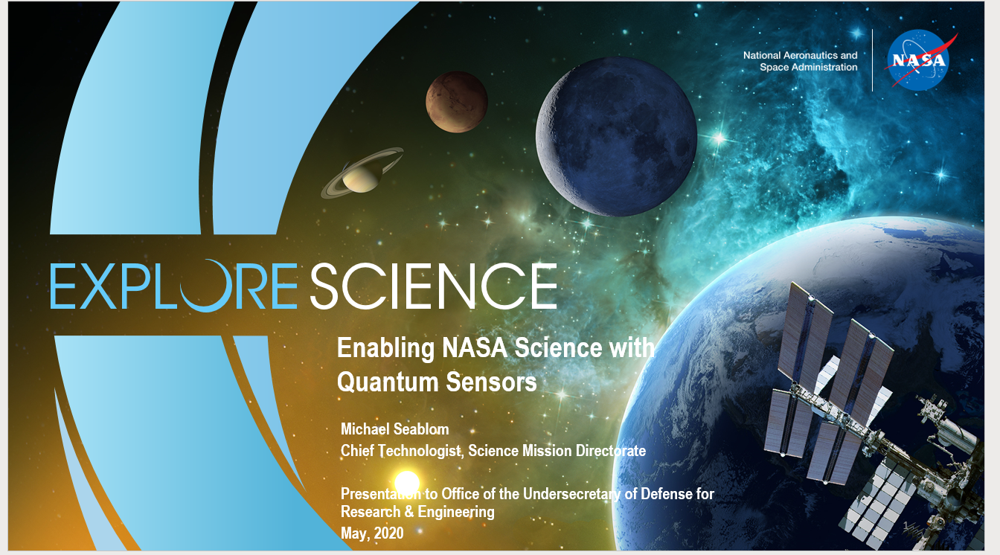 National Aeronautics and
Space Administration
NASA
EXPLORE SCIENCE
Enabling NASA Science with
Quantum Sensors
Michael Seablom
Chief Technologist, Science Mission Directorate
Presentation to Office of the Undersecretary of Defense for
Research & Engineering
May, 2020
1